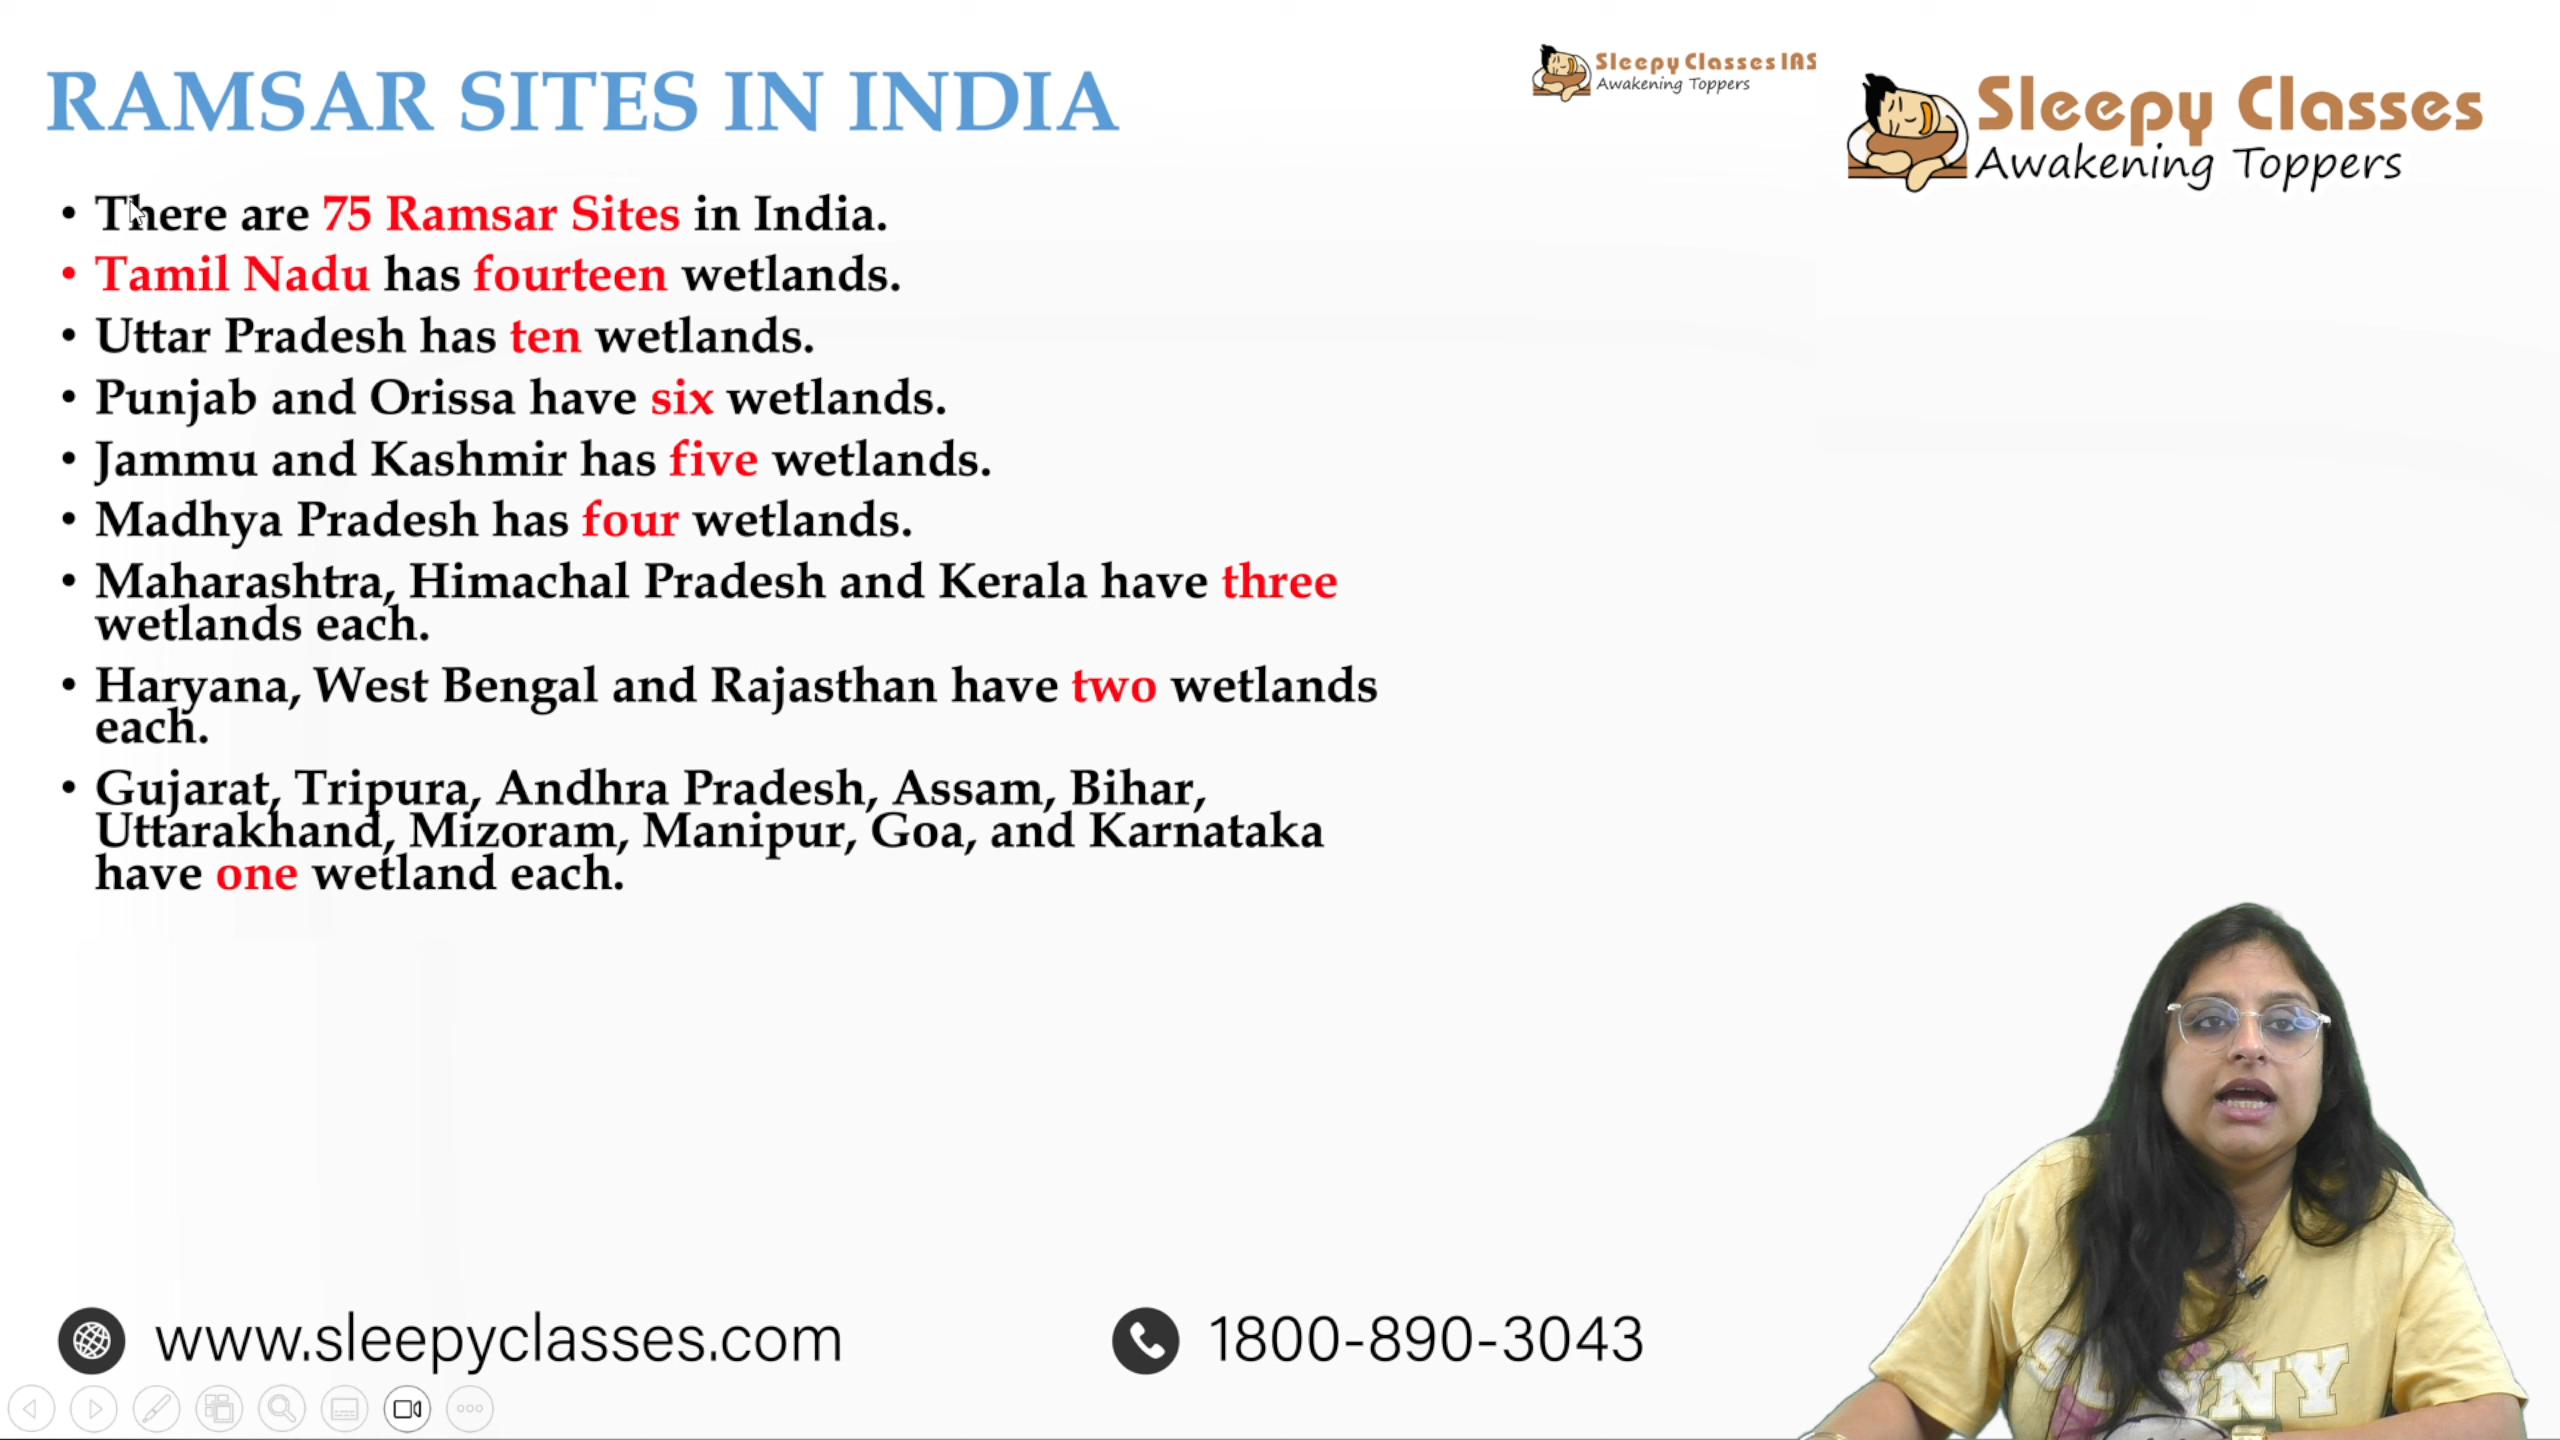 RAMSAR SITES IN INDIA
Sleepy Classes IAS
Awakening Toppers
Sleepy Classes
Awakening Toppers
• There are 75 Ramsar Sites in India.
• Tamil Nadu has fourteen wetlands.
• Uttar Pradesh has ten wetlands.
• Punjab and Orissa have six wetlands.
• Jammu and Kashmir has five wetlands.
• Madhya Pradesh has four wetlands.
• Maharashtra, Himachal Pradesh and Kerala have three
wetlands each.
• Haryana, West Bengal and Rajasthan have two wetlands
each.
• Gujarat, Tripura, Andhra Pradesh, Assam, Bihar,
Uttarakhand, Mizoram, Manipur, Goa, and Karnataka
have one wetland each.
www.sleepyclasses.com
1800-890-3043